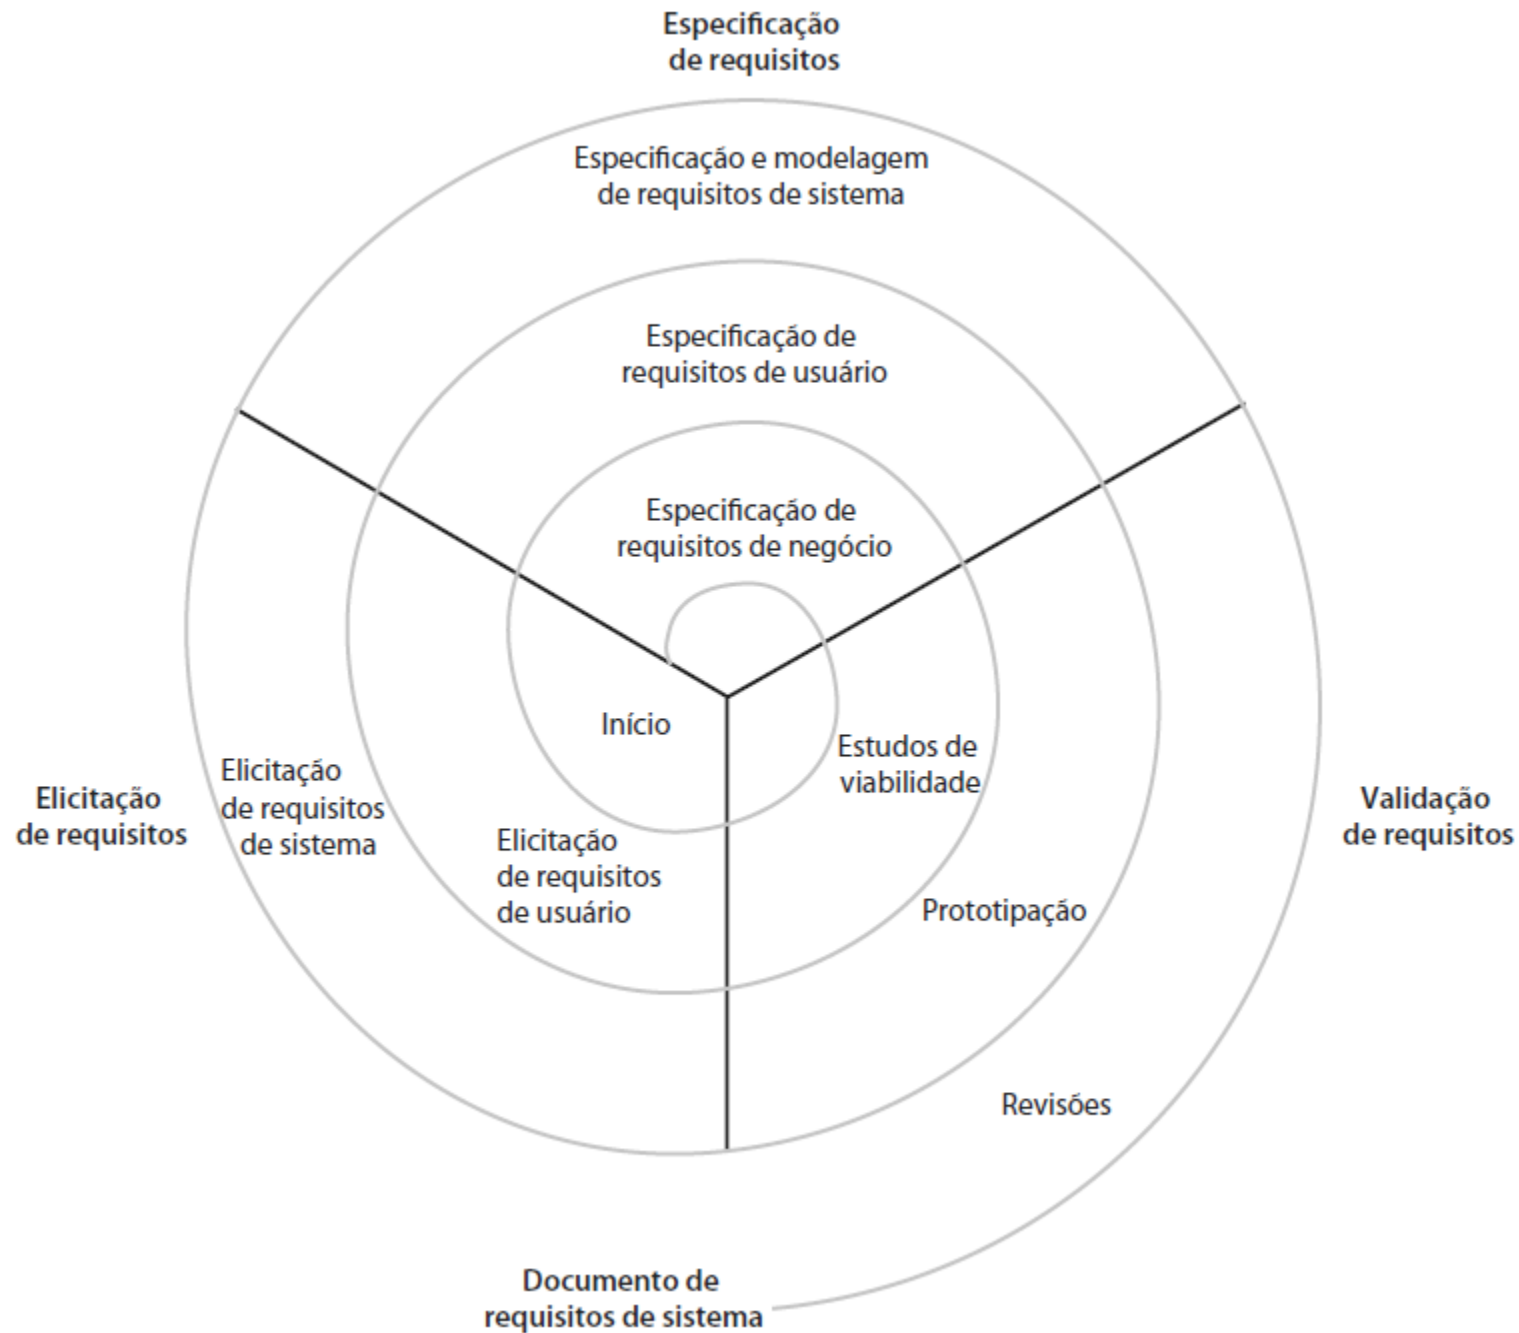 Especificação
de requisitos
Especificação e modelagem
de requisitos de sistema
Especificação de
requisitos de usuário
Especificação de
requisitos de negócio
Início
Estudos de
viabilidade
Elicitação
de requisitos
de sistema
Elicitação
de requisitos
Validação
de requisitos
Elicitação
de requisitos
de usuário
Prototipação
Revisões
Documento de
requisitos de sistema